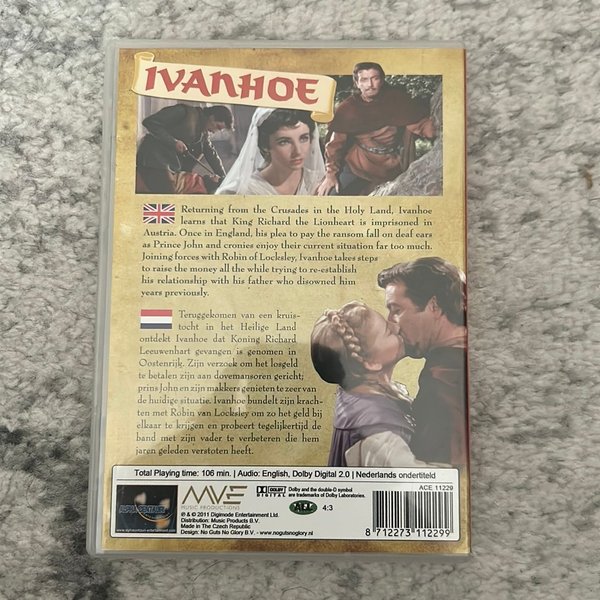 IVANHOE
Returning from the Crusades in the Holy Land, Ivanhoe
learns that King Richard the Lionheart is imprisoned in
Austria. Once in England, his plea to pay the ransom fall on deaf ears
as Prince John and cronies enjoy their current situation far too much.
Joining forces with Robin of Locksley, Ivanhoe takes steps
to raise the money all the while trying to re-establish
his relationship with his father who disowned him
years previously.
Teruggekomen van een kruis-
tocht in het Heilige Land
ontdekt Ivanhoe dat Koning Richard
Leeuwenhart gevangen is genomen in
Oostenrijk. Zijn verzoek om het losgeld
te betalen zijn aan dovemansoren gericht;
prins John en zijn makkers genieten te zeer van
de huidige situatie. Ivanhoe bundelt zijn krach-
ten met Robin van Locksley om zo het geld bij
elkaar te krijgen en probeert tegelijkertijd de
band met zijn vader te verbeteren die hem
jaren geleden verstoten heeft.
Total Playing time: 106 min. | Audio: English, Dolby Digital 2.0 | Nederlands ondertiteld
ALPHA CENTAURI
MVE
MUSIC PRODUCTIONS
DOLBY
DIGITAL
Dolby and the double-D symbol
are trademarks of Dolby Laboratories.
ACE 11229
℗ & © 2011 Digimode Entertainment Ltd.
Distribution: Music Products B.V.
Made in The Czech Republic
Design: No Guts No Glory B.V. - www.nogutsnoglory.nl
4:3
8 712273 112299